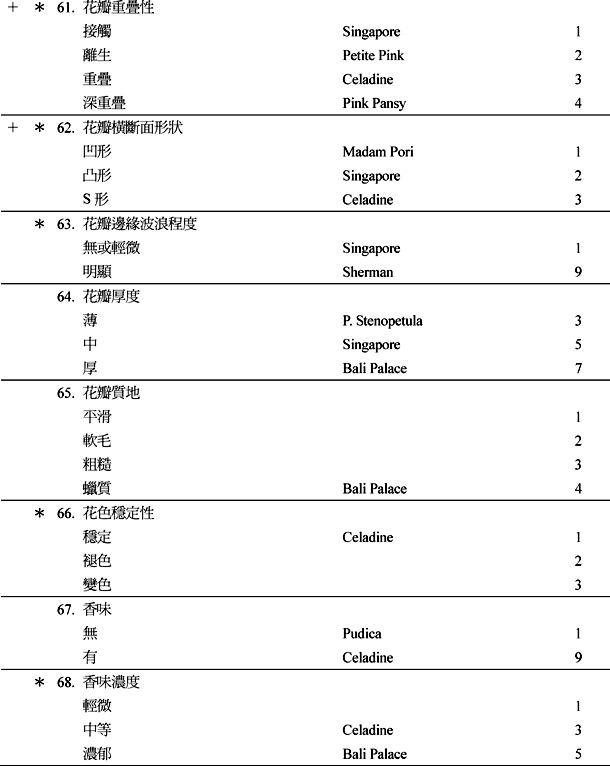 + * 61. 花瓣重疊性
接觸 Singapore 1
離生 Petite Pink 2
重疊 Celadine 3
深重疊 Pink Pansy 4
+ * 62. 花瓣橫斷面形狀
凹形 Madam Pori 1
凸形 Singapore 2
S 形 Celadine 3
* 63. 花瓣邊緣波浪程度
無或輕微 Singapore 1
明顯 Sherman 9
64. 花瓣厚度
薄 P. Stenopetula 3
中 Singapore 5
厚 Bali Palace 7
65. 花瓣質地
平滑 1
軟毛 2
粗糙 3
蠟質 Bali Palace 4
* 66. 花色穩定性
穩定 Celadine 1
褪色 2
變色 3
67. 香味
無 Pudica 1
有 Celadine 9
* 68. 香味濃度
輕微 1
中等 Celadine 3
濃郁 Bali Palace 5